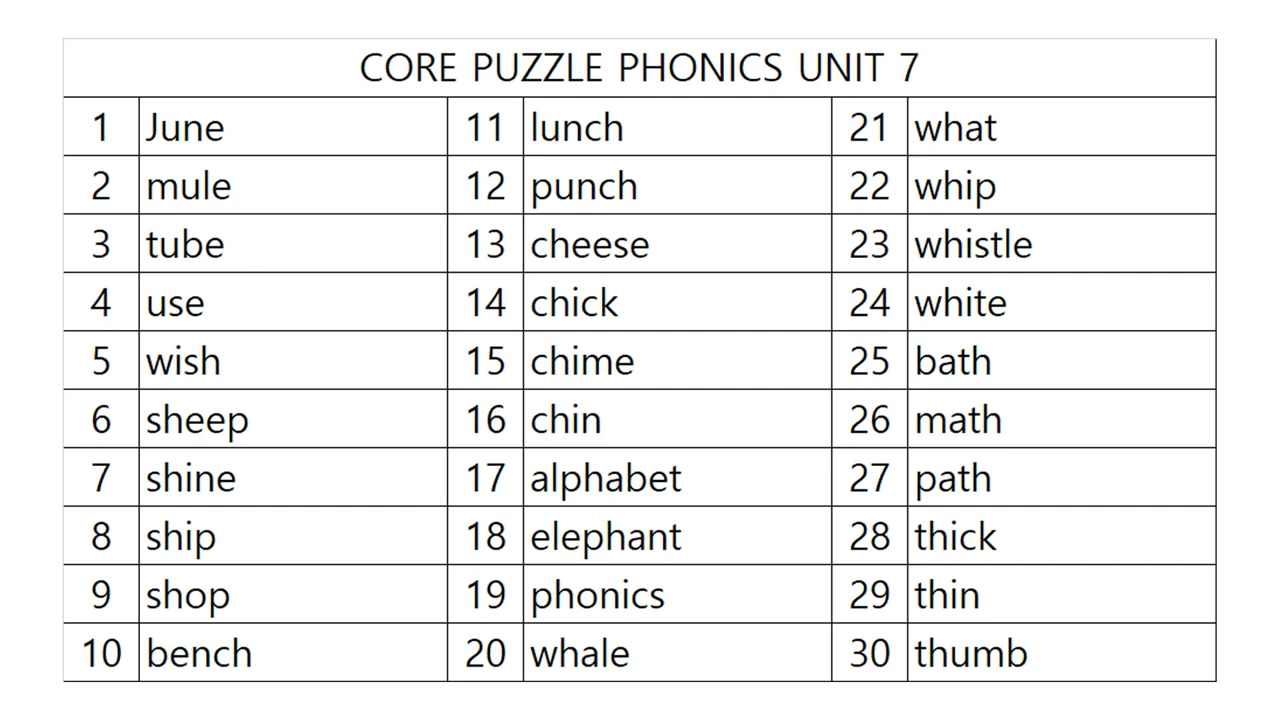 CORE PUZZLE PHONICS UNIT 7
1 June 11 lunch 21 what
2 mule 12 punch 22 whip
3 tube 13 cheese 23 whistle
4 use 14 chick 24 white
5 wish 15 chime 25 bath
6 sheep 16 chin 26 math
7 shine 17 alphabet 27 path
8 ship 18 elephant 28 thick
9 shop 19 phonics 29 thin
10 bench 20 whale 30 thumb